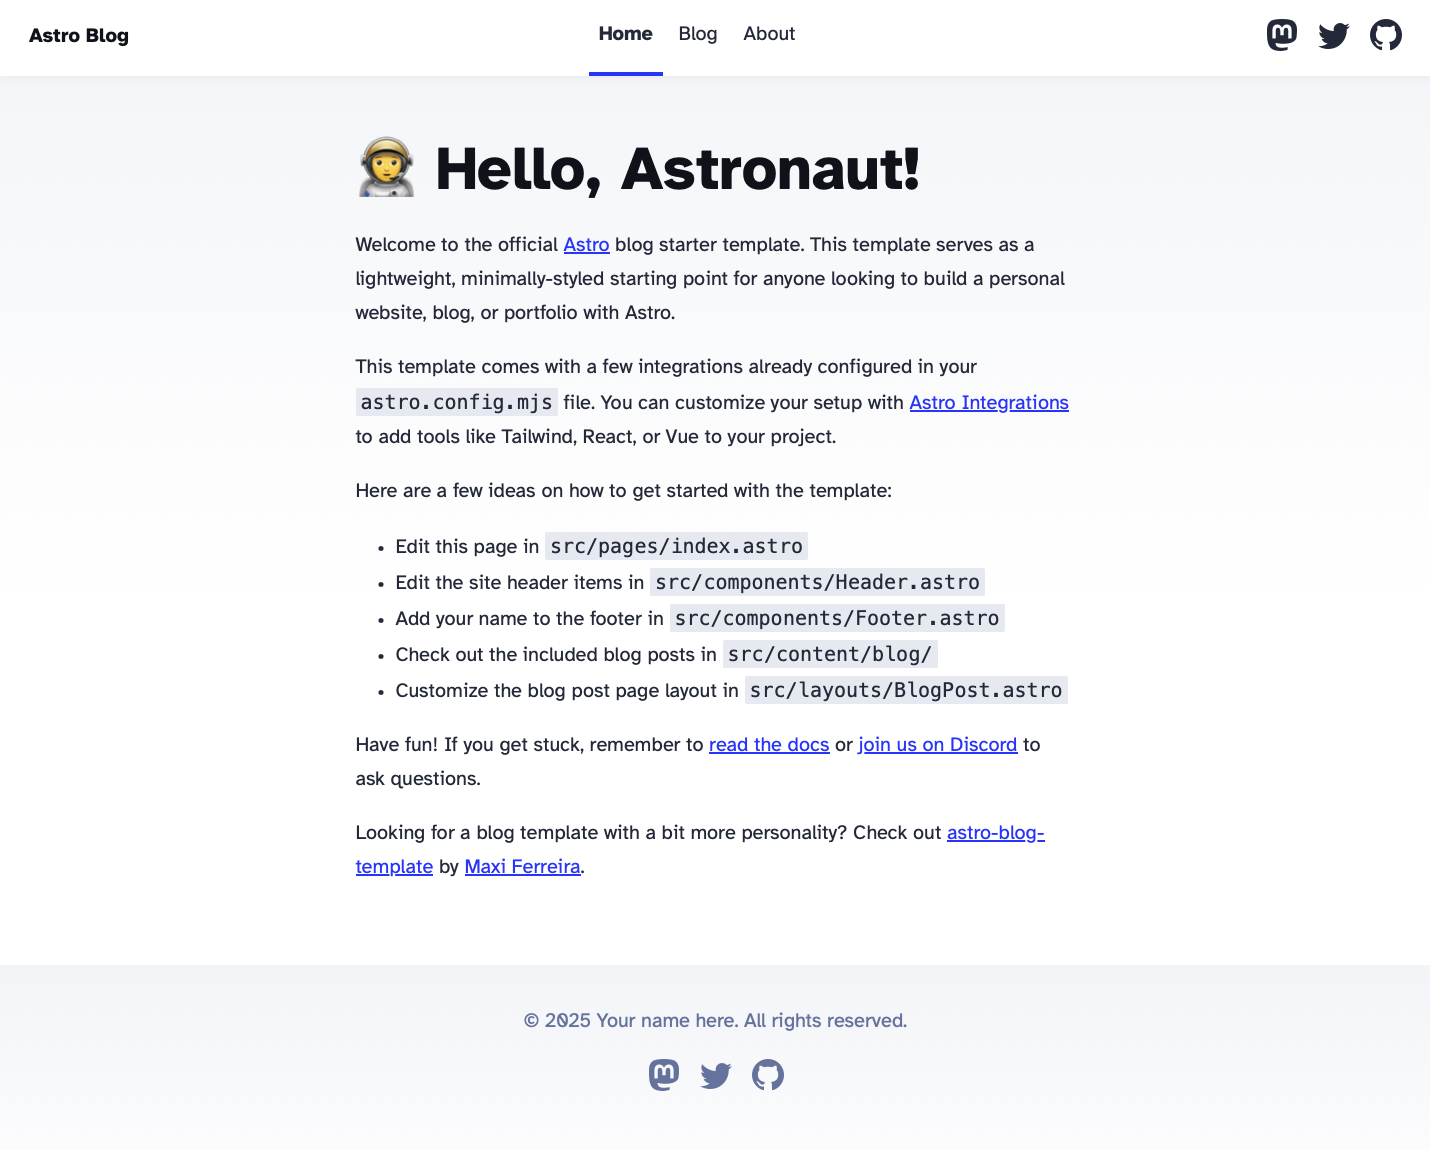 Astro Blog
Home
Blog
About
Hello, Astronaut!
Welcome to the official Astro blog starter template. This template serves as a
lightweight, minimally-styled starting point for anyone looking to build a personal
website, blog, or portfolio with Astro.
This template comes with a few integrations already configured in your
astro.config.mjs file. You can customize your setup with Astro Integrations
to add tools like Tailwind, React, or Vue to your project.
Here are a few ideas on how to get started with the template:
• Edit this page in src/pages/index.astro
• Edit the site header items in src/components/Header.astro
• Add your name to the footer in src/components/Footer.astro
• Check out the included blog posts in src/content/blog/
• Customize the blog post page layout in src/layouts/BlogPost.astro
Have fun! If you get stuck, remember to read the docs or join us on Discord to
ask questions.
Looking for a blog template with a bit more personality? Check out astro-blog-
template by Maxi Ferreira.
© 2025 Your name here. All rights reserved.